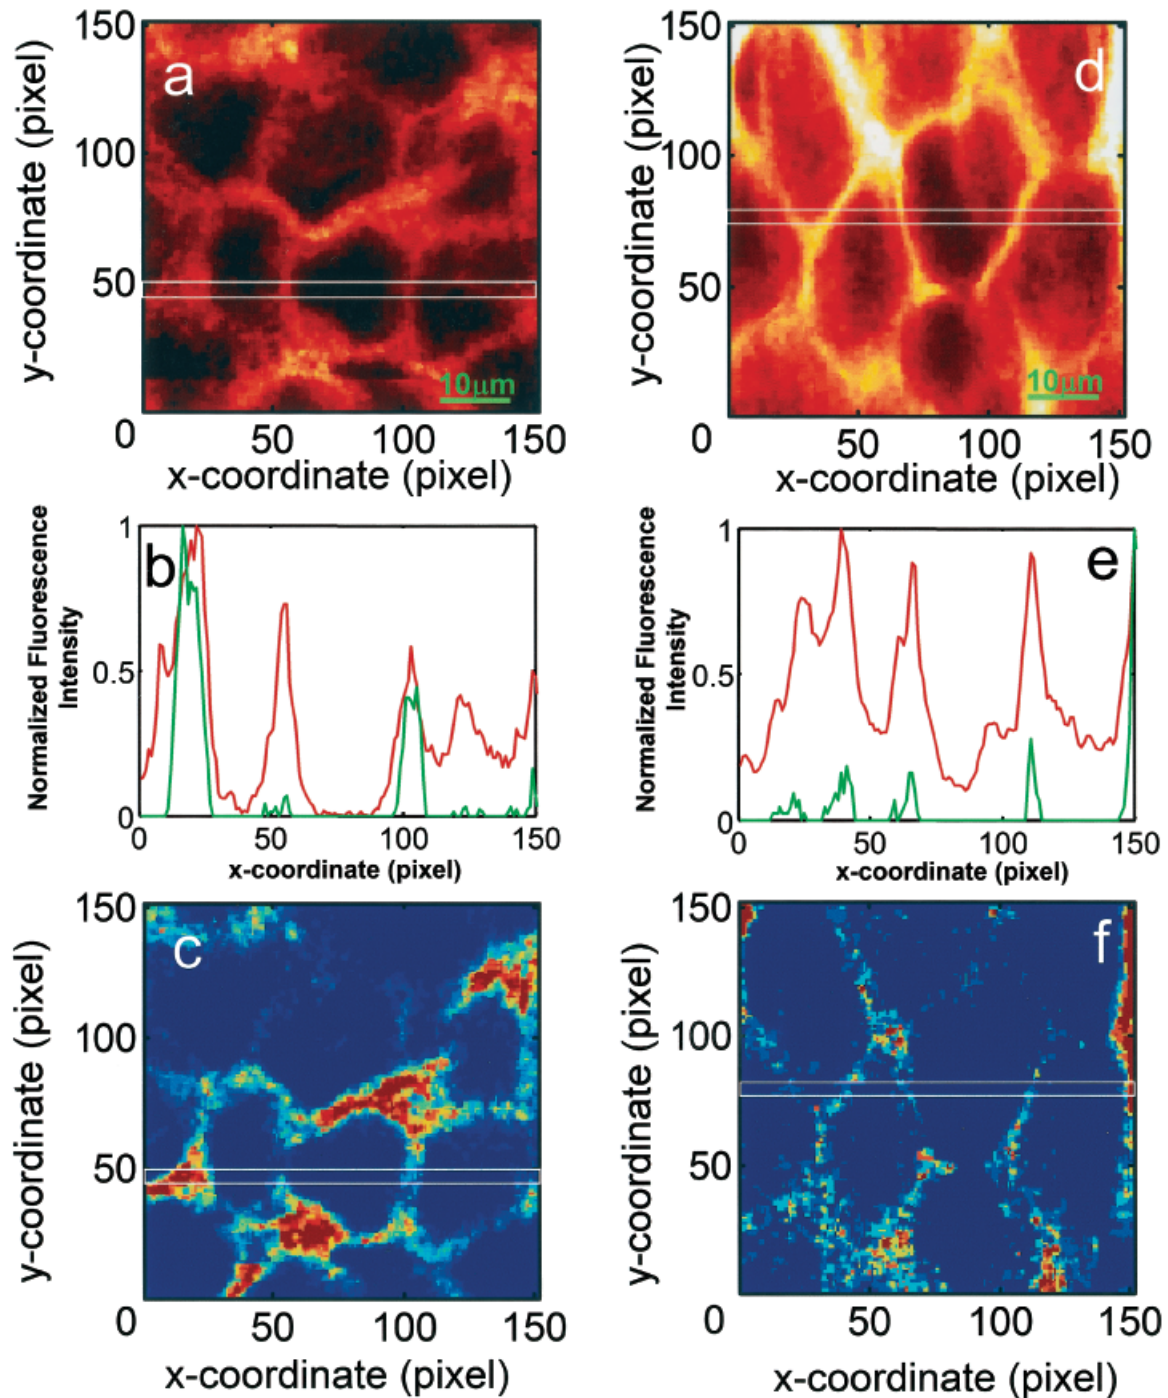 150
a
y-coordinate (pixel)
100
50
10μm
0
50
100
150
x-coordinate (pixel)
150
d
y-coordinate (pixel)
100
50
10μm
0
50
100
150
x-coordinate (pixel)
1
b
Normalized Fluorescence
Intensity
0.5
0
0
50
100
150
x-coordinate (pixel)
1
e
Normalized Fluorescence
Intensity
0.5
0
0
50
100
150
x-coordinate (pixel)
150
c
y-coordinate (pixel)
100
50
0
50
100
150
x-coordinate (pixel)
150
f
y-coordinate (pixel)
100
50
0
50
100
150
x-coordinate (pixel)